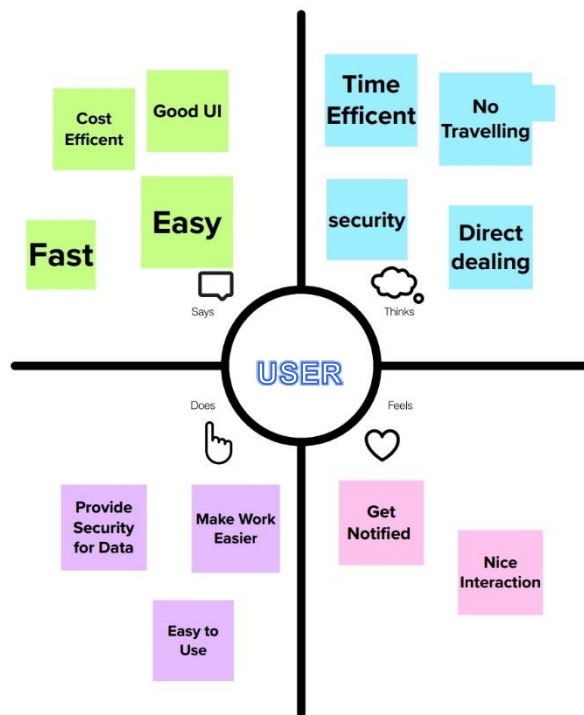 Cost
Efficent
Good UI
Fast
Easy
Says
Time
Efficent
No
Travelling
security
Direct
dealing
Thinks
USER
Does
Provide
Security
for Data
Make Work
Easier
Easy to
Use
Feels
Get
Notified
Nice
Interaction